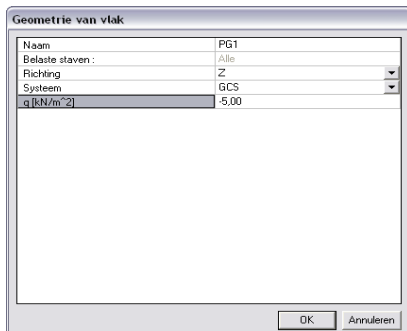 Geometrie van vlak
Naam PG1
Belaste staven : Alle
Richting Z
Systeem GCS
q [kN/m^2] -5,00
OK Annuleren